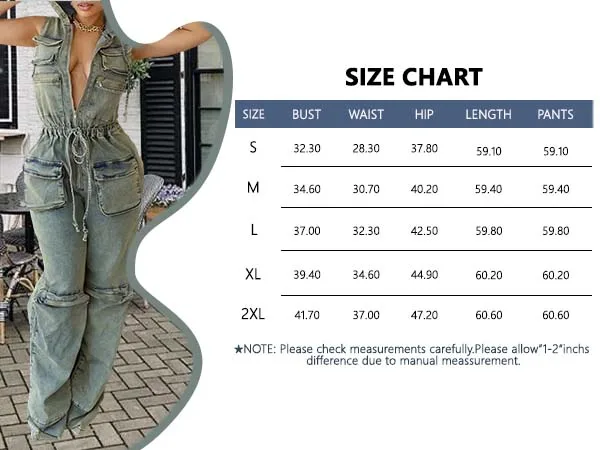 SIZE CHART
SIZE BUST WAIST HIP LENGTH PANTS
S 32.30 28.30 37.80 59.10 59.10
M 34.60 30.70 40.20 59.40 59.40
L 37.00 32.30 42.50 59.80 59.80
XL 39.40 34.60 44.90 60.20 60.20
2XL 41.70 37.00 47.20 60.60 60.60
★NOTE: Please check measurements carefully.Please allow"1-2"inchs
difference due to manual meassurement.